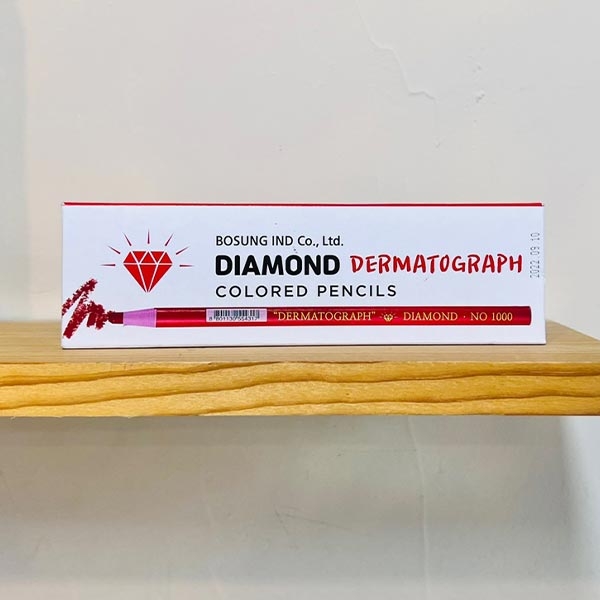 BOSUNG IND Co., Ltd.
DIAMOND DERMATOGRAPH
COLORED PENCILS
"DERMATOGRAPH" DIAMOND · NO 1000
2022 09 10